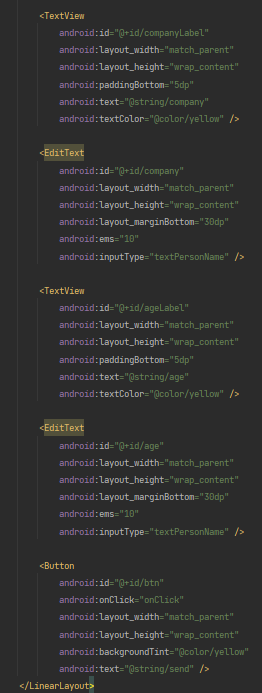 <TextView
android:id="@+id/companyLabel"
android:layout_width="match_parent"
android:layout_height="wrap_content"
android:paddingBottom="5dp"
android:text="@string/company"
android:textColor="@color/yellow" />
<EditText
android:id="@+id/company"
android:layout_width="match_parent"
android:layout_height="wrap_content"
android:layout_marginBottom="30dp"
android:ems="10"
android:inputType="textPersonName" />
<TextView
android:id="@+id/ageLabel"
android:layout_width="match_parent"
android:layout_height="wrap_content"
android:paddingBottom="5dp"
android:text="@string/age"
android:textColor="@color/yellow" />
<EditText
android:id="@+id/age"
android:layout_width="match_parent"
android:layout_height="wrap_content"
android:layout_marginBottom="30dp"
android:ems="10"
android:inputType="textPersonName" />
<Button
android:id="@+id/btn"
android:onClick="onClick"
android:layout_width="match_parent"
android:layout_height="wrap_content"
android:backgroundTint="@color/yellow"
android:text="@string/send" />
</LinearLayout>